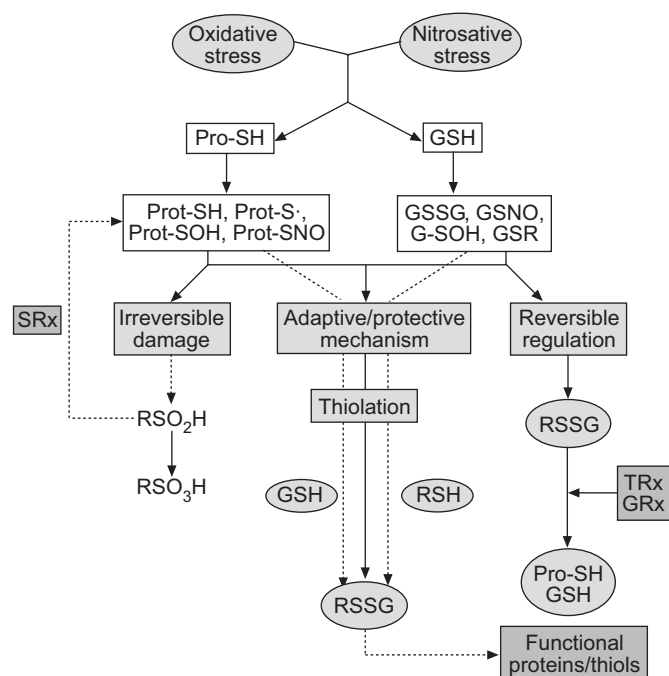 Oxidative
stress
Nitrosative
stress
Pro-SH
GSH
Prot-SH, Prot-S·,
Prot-SOH, Prot-SNO
GSSG, GSNO,
G-SOH, GSR
SRx
Irreversible
damage
Adaptive/protective
mechanism
Reversible
regulation
Thiolation
RSO₂H
RSSG
RSO₃H
GSH
RSH
TRx
GRx
Pro-SH
GSH
RSSG
Functional
proteins/thiols